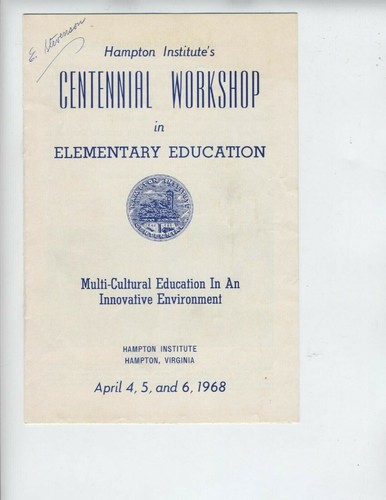 E. Stevenson
Hampton Institute's
CENTENNIAL WORKSHOP
in
ELEMENTARY EDUCATION
Multi-Cultural Education In An
Innovative Environment
HAMPTON INSTITUTE
HAMPTON, VIRGINIA
April 4, 5, and 6, 1968